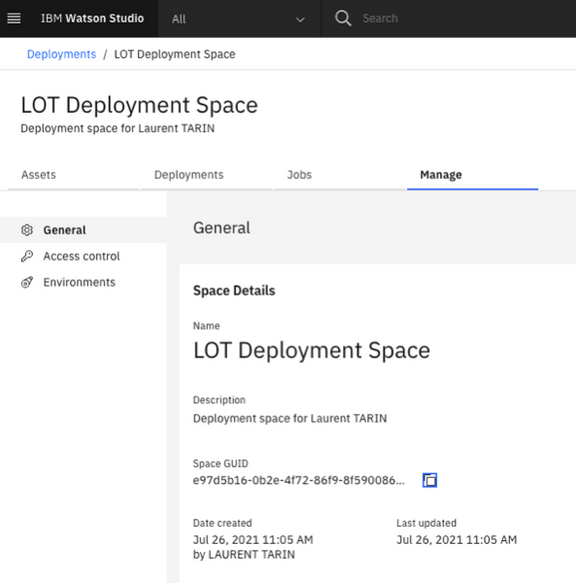 IBM Watson Studio
All
Search
Deployments / LOT Deployment Space
LOT Deployment Space
Deployment space for Laurent TARIN
Assets
Deployments
Jobs
Manage
General
Access control
Environments
General
Space Details
Name
LOT Deployment Space
Description
Deployment space for Laurent TARIN
Space GUID
e97d5b16-0b2e-4f72-86f9-8f590086...
Date created
Jul 26, 2021 11:05 AM
by LAURENT TARIN
Last updated
Jul 26, 2021 11:05 AM